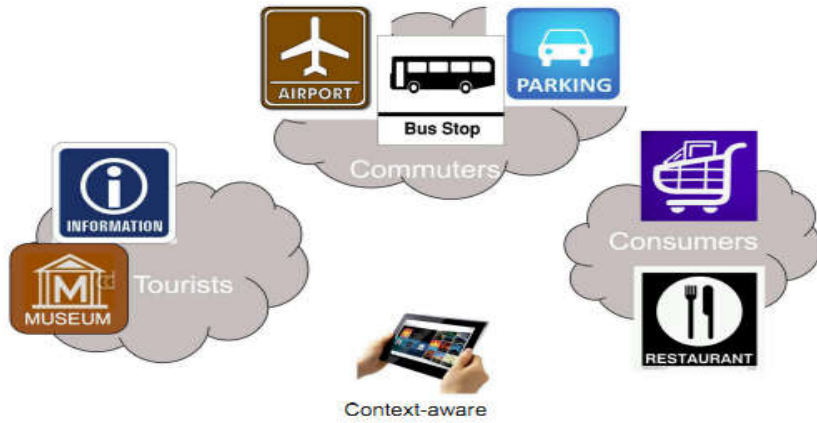 AIRPORT
Bus Stop
PARKING
Commuters
INFORMATION
M
MUSEUM
Tourists
Consumers
RESTAURANT
Context-aware